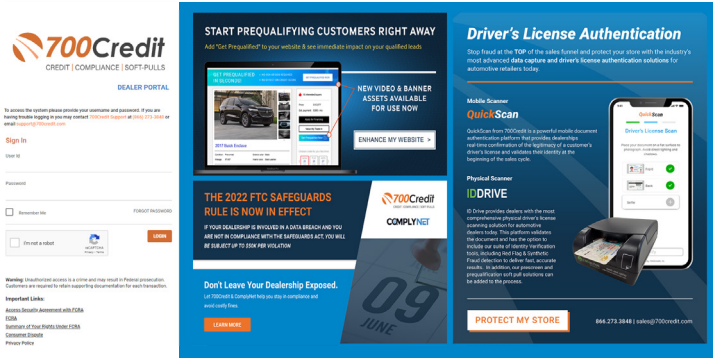 700Credit
CREDIT | COMPLIANCE | SOFT-PULLS
DEALER PORTAL
To access the system please provide your username and password. If you are
having trouble logging in you may contact 700Credit Support at (866) 273-3848 or
email support@700credit.com
Sign In
User Id
Password
Remember Me
FORGOT PASSWORD
I'm not a robot
reCAPTCHA
Privacy - Terms
LOGIN
Warning: Unauthorized access is a crime and may result in Federal prosecution.
Customers are required to retain supporting documentation for each transaction.
Important Links:
Access Security Agreement with FCRA
FCRA
Summary of Your Rights Under FCRA
Consumer Dispute
Privacy Policy
START PREQUALIFYING CUSTOMERS RIGHT AWAY
Add "Get Prequalified" to your website & see immediate impact on your qualified leads
GET PREQUALIFIED
IN SECONDS!
2017 Buick Enclave
NEW VIDEO & BANNER
ASSETS AVAILABLE
FOR USE NOW
ENHANCE MY WEBSITE >
THE 2022 FTC SAFEGUARDS
RULE IS NOW IN EFFECT
IF YOUR DEALERSHIP IS INVOLVED IN A DATA BREACH AND YOU
ARE NOT IN COMPLIANCE WITH THE SAFEGUARDS ACT, YOU WILL
BE SUBJECT UP TO $50K PER VIOLATION
700Credit
COMPLYNET
Don't Leave Your Dealership Exposed.
Let 700Credit & ComplyNet help you stay in compliance and
avoid costly fines.
LEARN MORE
09
JUNE
Driver's License Authentication
Stop fraud at the TOP of the sales funnel and protect your store with the industry's
most advanced data capture and driver's license authentication solutions for
automotive retailers today.
Mobile Scanner
QuickScan
QuickScan from 700Credit is a powerful mobile document
authentication platform that provides dealerships
real-time confirmation of the legitimacy of a customer's
driver's license and validates their identity at the
beginning of the sales cycle.
Physical Scanner
IDDRIVE
ID Drive provides dealers with the most
comprehensive physical driver's license
scanning solution for automotive
dealers today. This platform validates
the document and has the option to
include our suite of Identity Verification
tools, including Red Flag & Synthetic
Fraud detection to deliver fast, accurate
results. In addition, our prescreen and
prequalification soft pull solutions can
be added to the process.
QuickScan
Driver's License Scan
Front
Back
Selfie
PROTECT MY STORE
866.273.3848 | sales@700credit.com